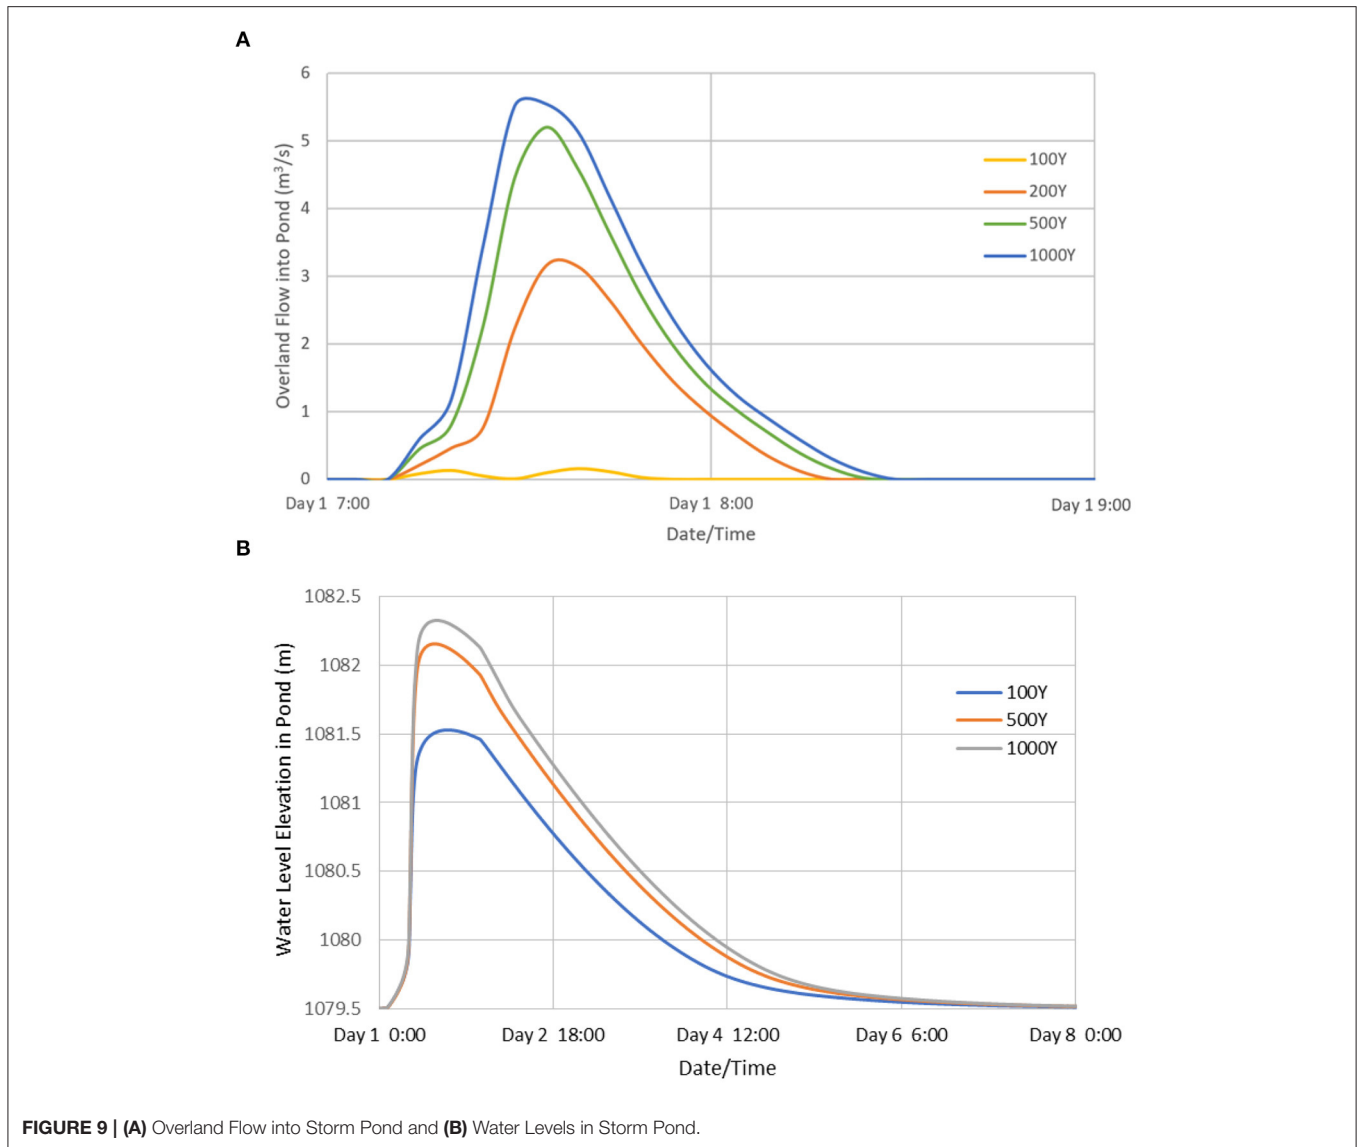 A
Overland Flow into Pond (m³/s)
6
5
4
3
2
1
0
100Y
200Y
500Y
1000Y
Day 1 7:00
Day 1 8:00
Day 1 9:00
Date/Time
B
Water Level Elevation in Pond (m)
1082.5
1082
1081.5
1081
1080.5
1080
1079.5
100Y
500Y
1000Y
Day 1 0:00
Day 2 18:00
Day 4 12:00
Day 6 6:00
Day 8 0:00
Date/Time
FIGURE 9 | (A) Overland Flow into Storm Pond and (B) Water Levels in Storm Pond.